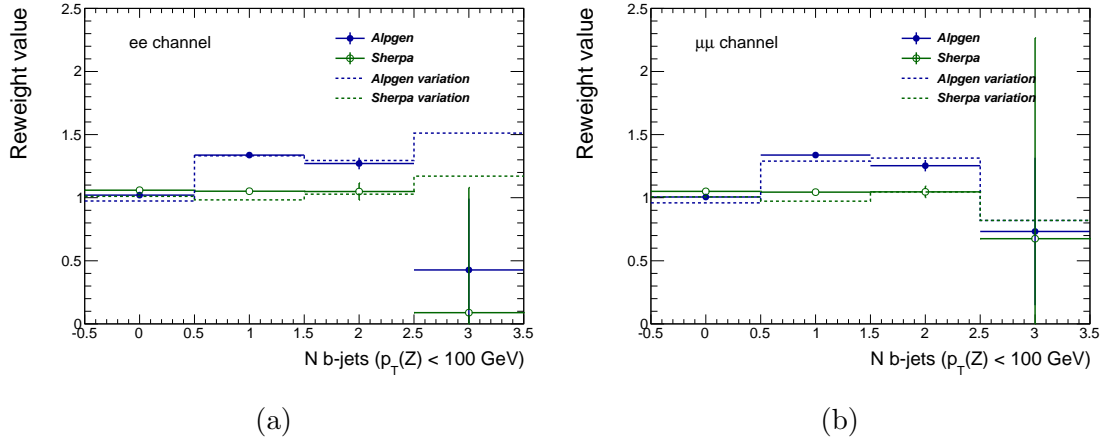 Reweight value
2.5
2
1.5
1
0.5
0
ee channel
Alpgen
Sherpa
Alpgen variation
Sherpa variation
-0.5 0 0.5 1 1.5 2 2.5 3 3.5
N b-jets (p_T(Z) < 100 GeV)
(a)
Reweight value
2.5
2
1.5
1
0.5
0
μμ channel
Alpgen
Sherpa
Alpgen variation
Sherpa variation
-0.5 0 0.5 1 1.5 2 2.5 3 3.5
N b-jets (p_T(Z) < 100 GeV)
(b)